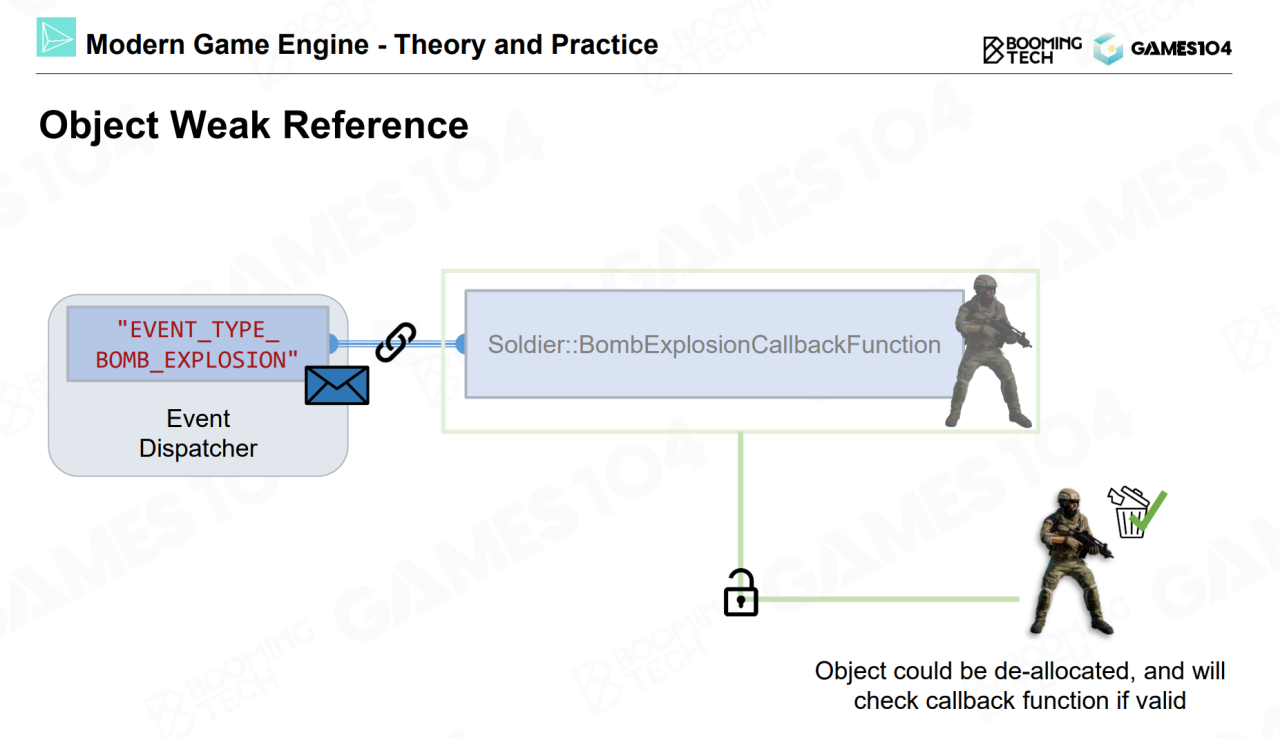 Modern Game Engine - Theory and Practice
BOOMING
TECH
GAMES104
Object Weak Reference
"EVENT_TYPE_
BOMB_EXPLOSION"
Event
Dispatcher
Soldier::BombExplosionCallbackFunction
Object could be de-allocated, and will
check callback function if valid